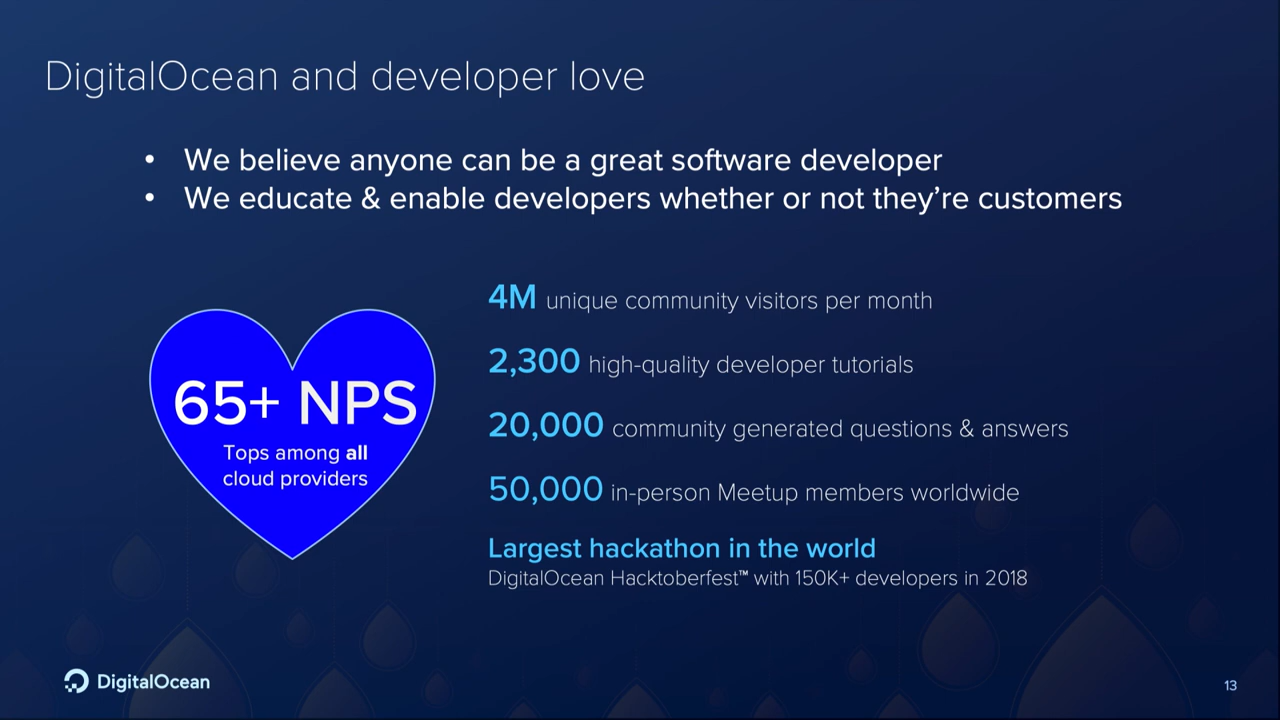 DigitalOcean and developer love
• We believe anyone can be a great software developer
• We educate & enable developers whether or not they’re customers
65+ NPS
Tops among all
cloud providers
4M unique community visitors per month
2,300 high-quality developer tutorials
20,000 community generated questions & answers
50,000 in-person Meetup members worldwide
Largest hackathon in the world
DigitalOcean Hacktoberfest™ with 150K+ developers in 2018
DigitalOcean
13